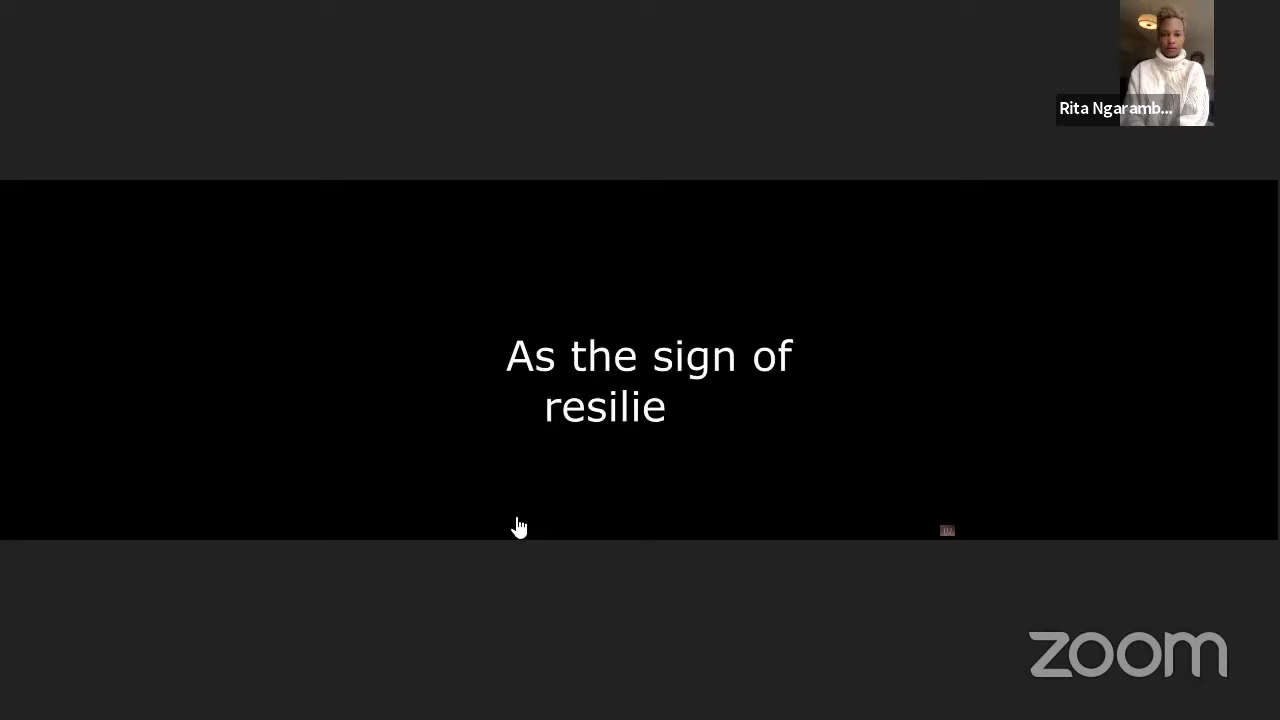 Rita Ngaramb...
As the sign of
resilie
zoom